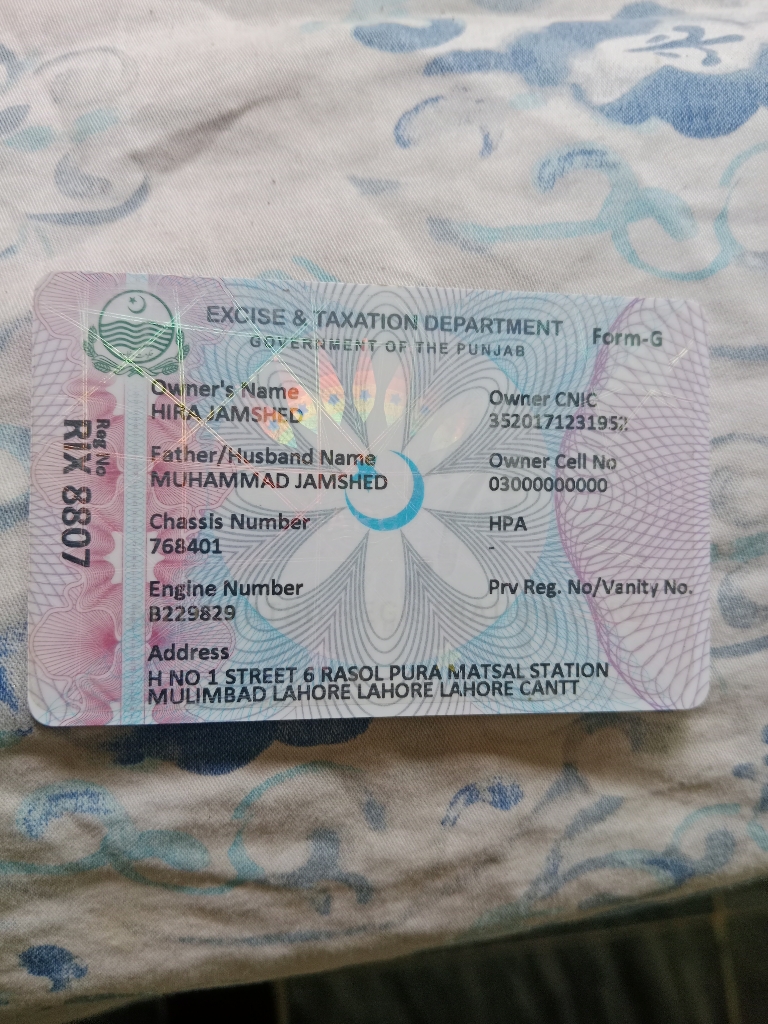 EXCISE & TAXATION DEPARTMENT
GOVERNMENT OF THE PUNJAB
Form-G
Reg No
RIX 8807
Owner's Name
HIRA JAMSHED
Father/Husband Name
MUHAMMAD JAMSHED
Chassis Number
768401
Engine Number
B229829
Address
H NO 1 STREET 6 RASOL PURA MATSAL STATION
MULIMBAD LAHORE LAHORE LAHORE CANTT
Owner CNIC
3520171231952
Owner Cell No
03000000000
HPA
-
Prv Reg. No/Vanity No.